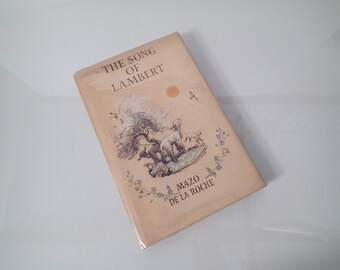 THE SONG
OF
LAMBERT
MAZO
DE LA ROCHE